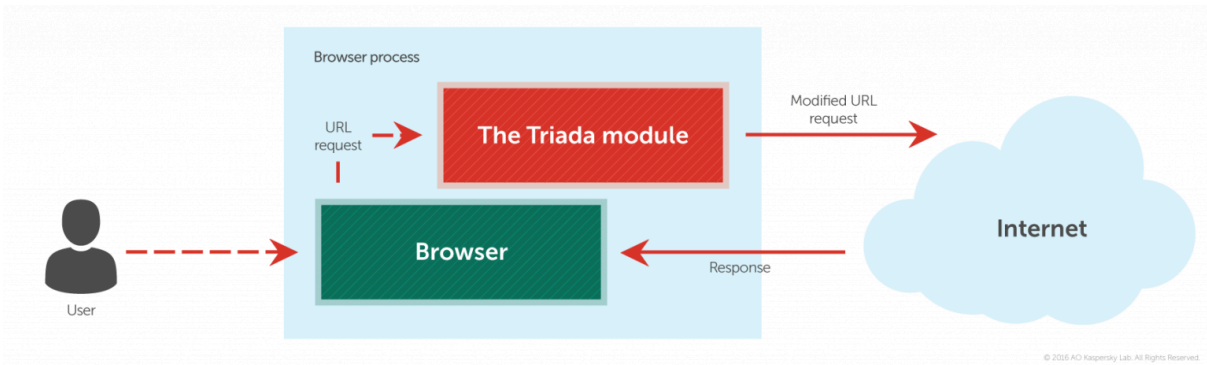 Browser process
URL
request
The Triada module
Modified URL
request
Internet
Browser
Response
User
© 2016 AO Kaspersky Lab. All Rights Reserved.